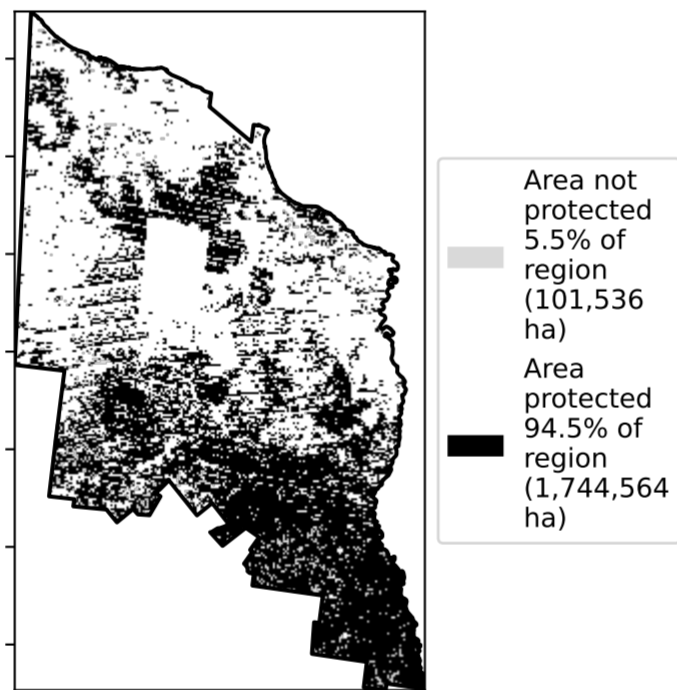 Area not
protected
5.5% of
region
(101,536
ha)
Area
protected
94.5% of
region
(1,744,564
ha)